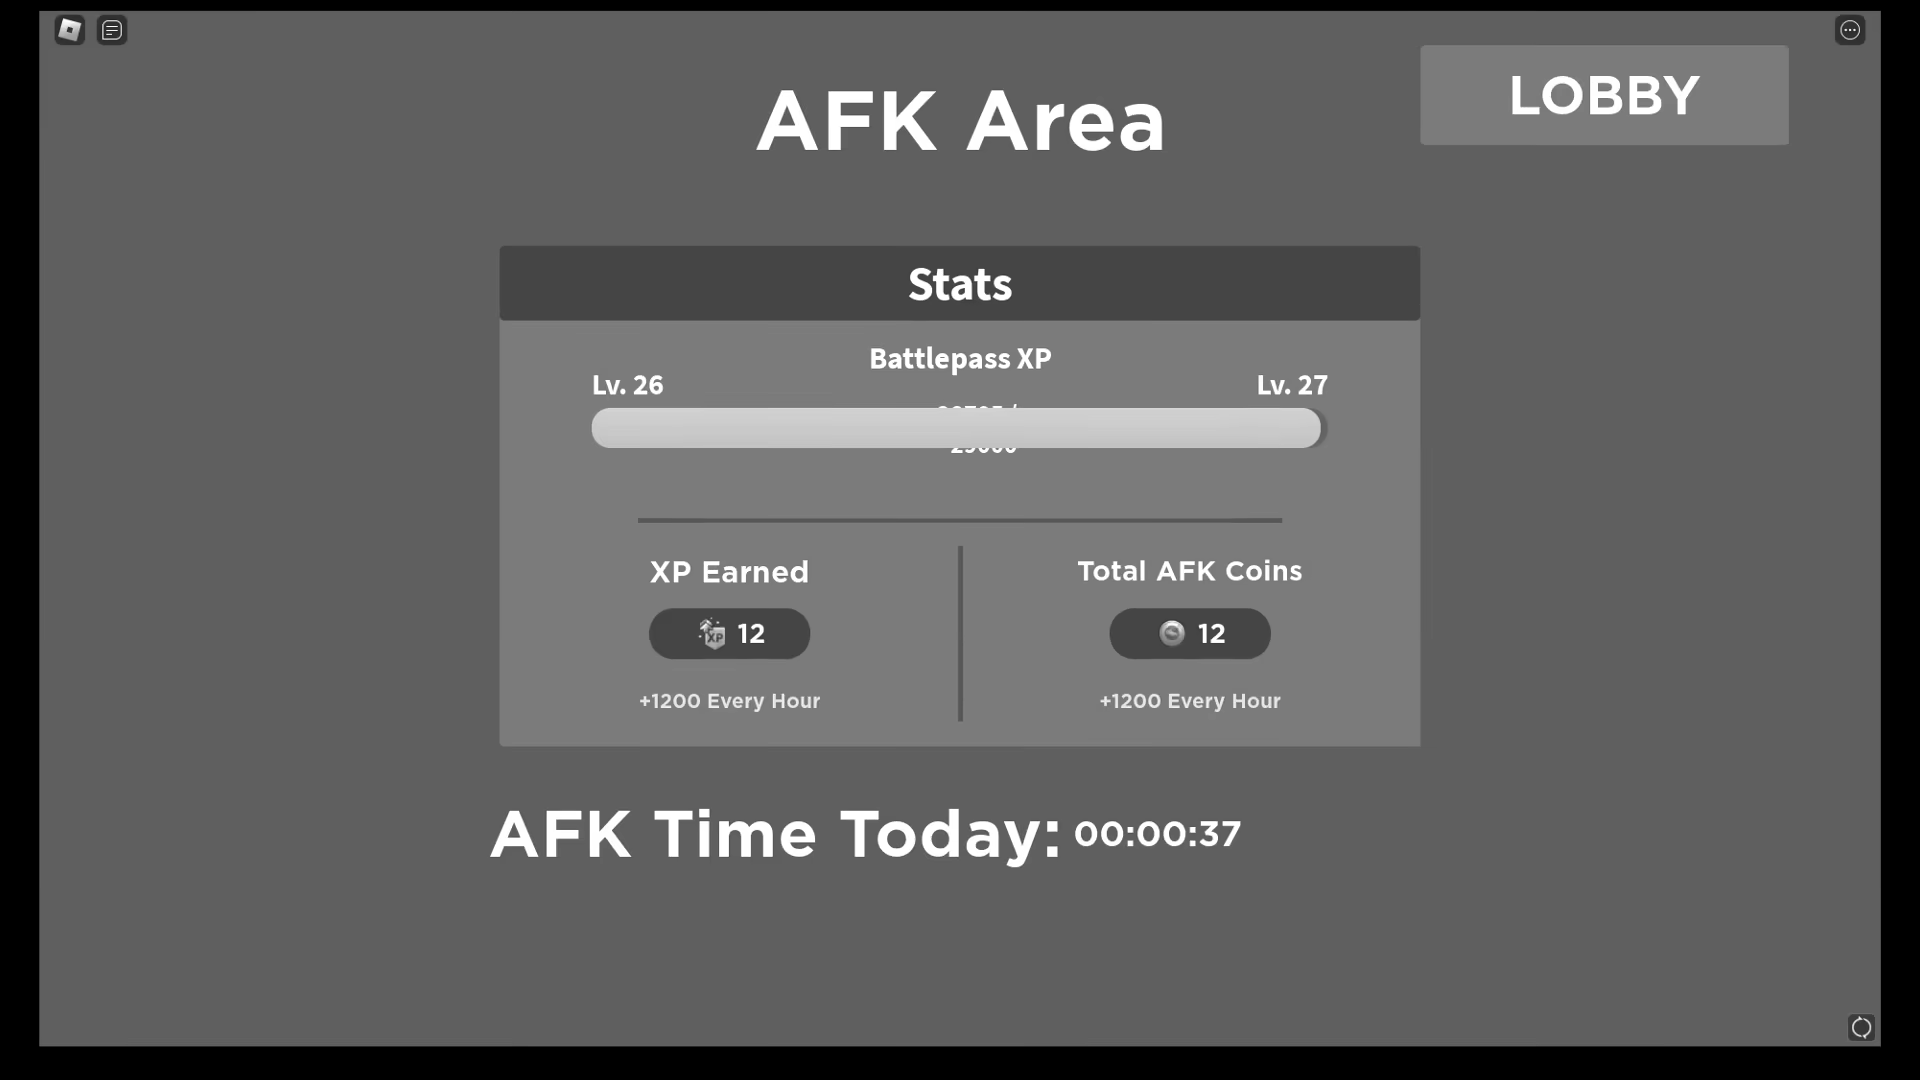 LOBBY
AFK Area
Stats
Battlepass XP
Lv. 26
Lv. 27
XP Earned
Total AFK Coins
XP 12
12
+1200 Every Hour
+1200 Every Hour
AFK Time Today: 00:00:37